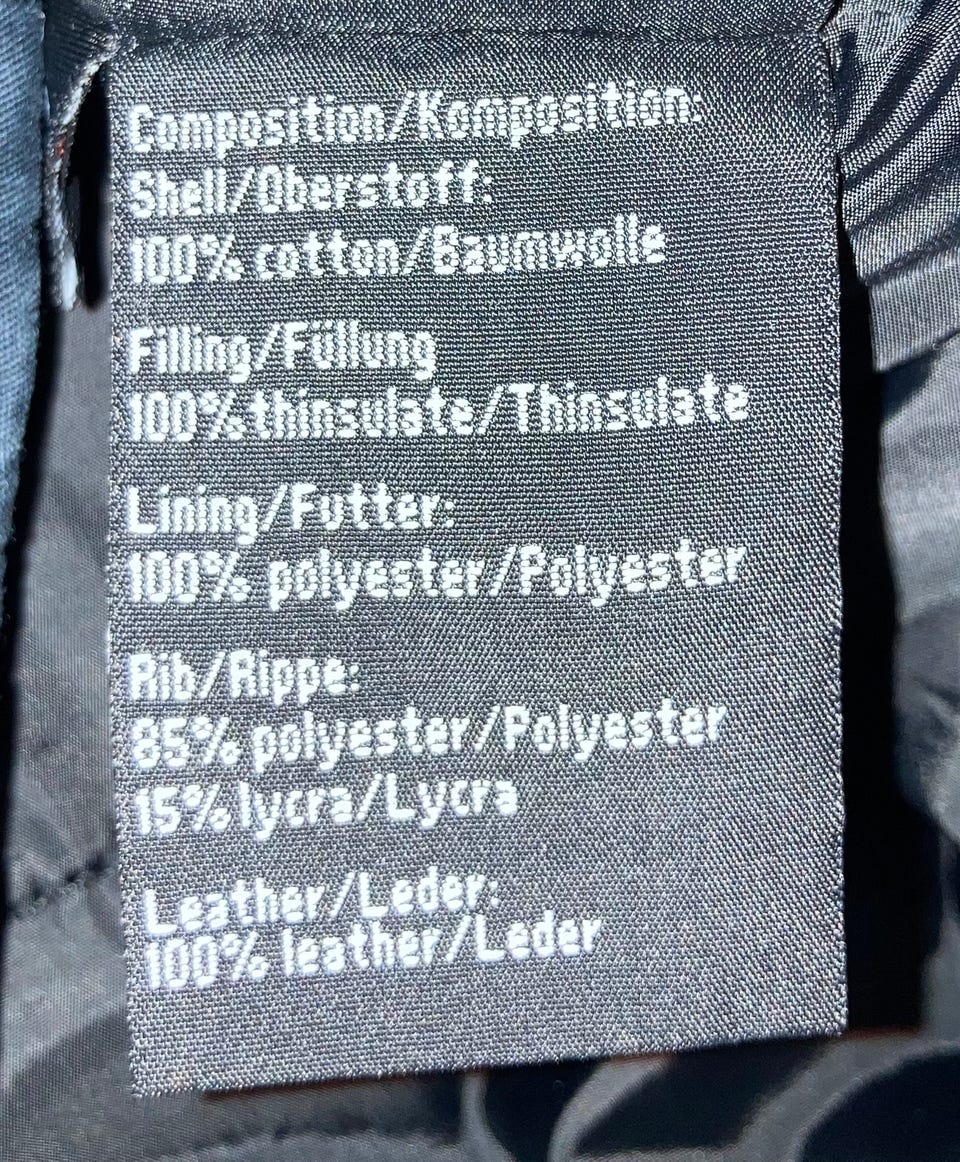 Composition/Komposition:
Shell/Oberstoff:
100% cotton/Baumwolle
Filling/Füllung
100% thinsulate/Thinsulate
Lining/Futter:
100% polyester/Polyester
Rib/Rippe:
85% polyester/Polyester
15% lycra/Lycra
Leather/Leder:
100% leather/Leder